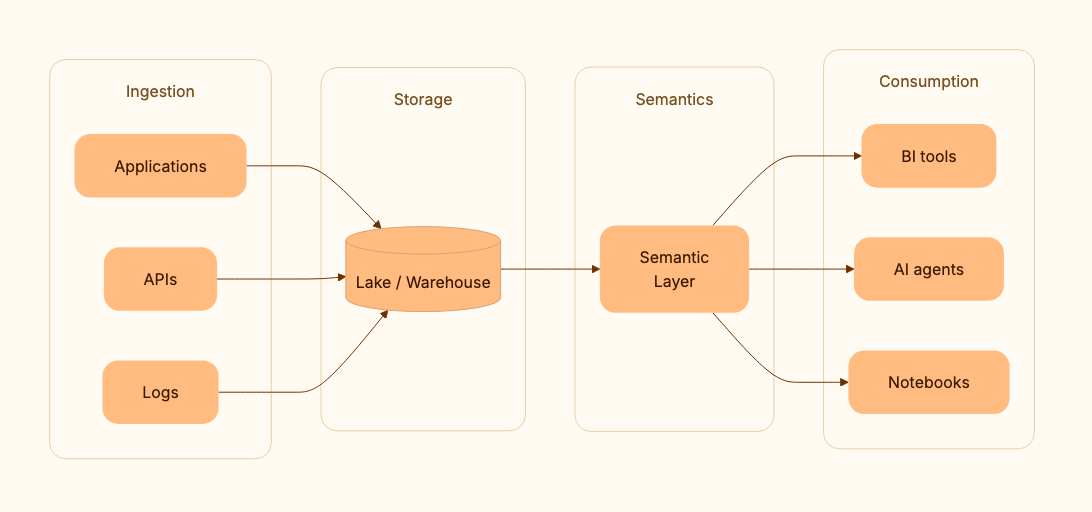 Ingestion
Applications
APIs
Logs
Storage
Lake / Warehouse
Semantics
Semantic
Layer
Consumption
BI tools
AI agents
Notebooks